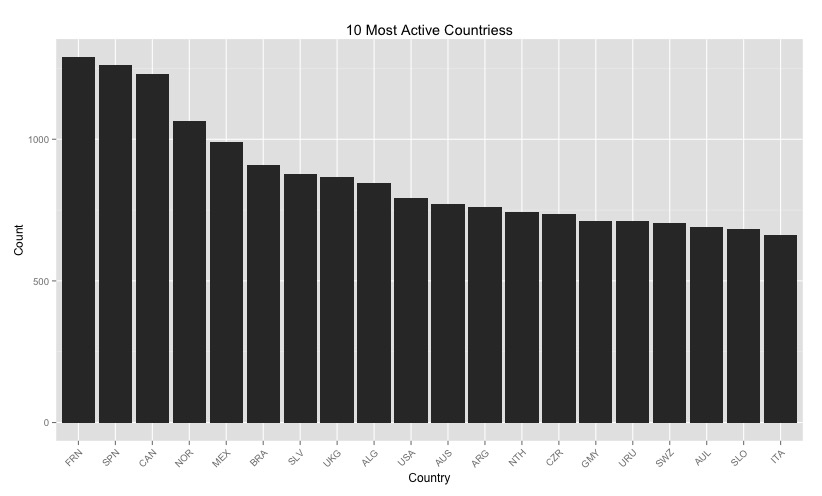 10 Most Active Countriess
Count
1000
500
0
FRN SPN CAN NOR MEX BRA SLV UKG ALG USA AUS ARG NTH CZR GMY URU SWZ AUL SLO ITA
Country